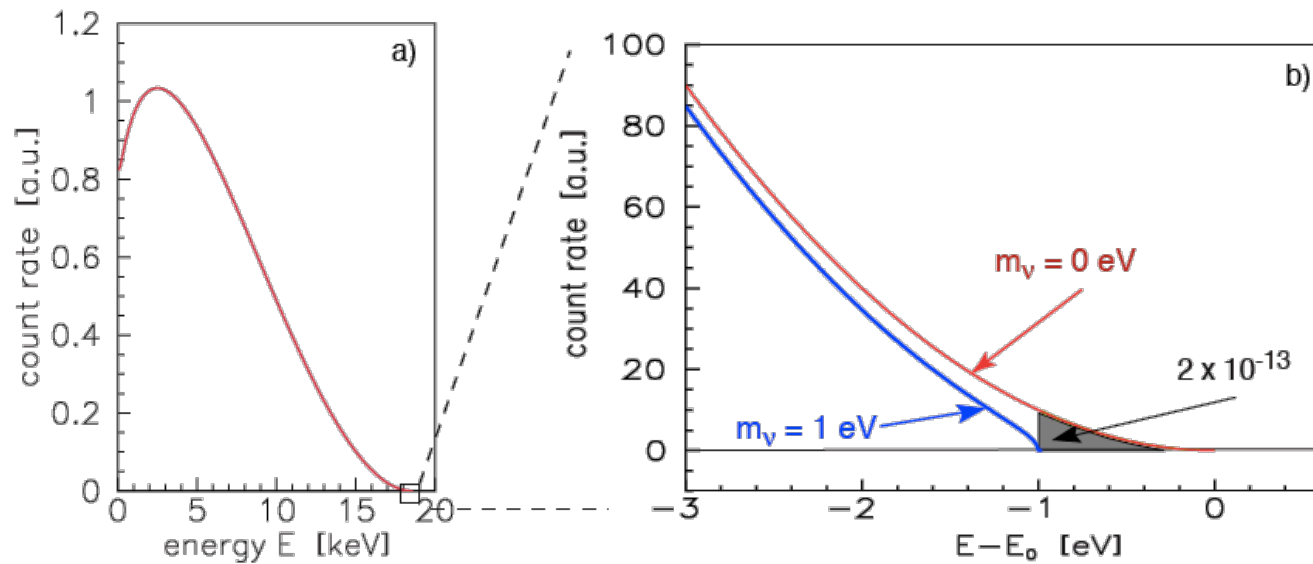 a)
count rate [a.u.]
1.2
1
0.8
0.6
0.4
0.2
0
0 5 10 15 20
energy E [keV]
b)
count rate [a.u.]
100
80
60
40
20
0
−3 −2 −1 0
E−E₀ [eV]
mν = 0 eV
2 x 10⁻¹³
mν = 1 eV